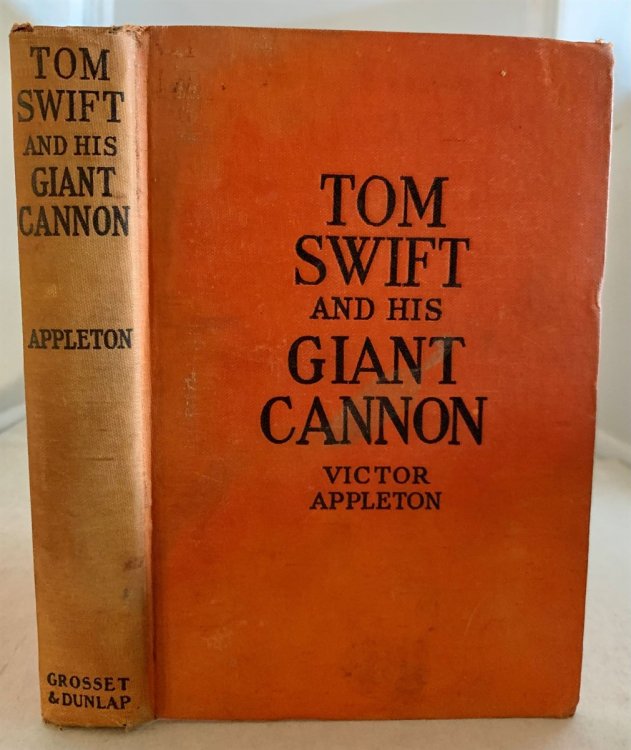 TOM
SWIFT
AND HIS
GIANT
CANNON
APPLETON
GROSSET
& DUNLAP
TOM
SWIFT
AND HIS
GIANT
CANNON
VICTOR
APPLETON